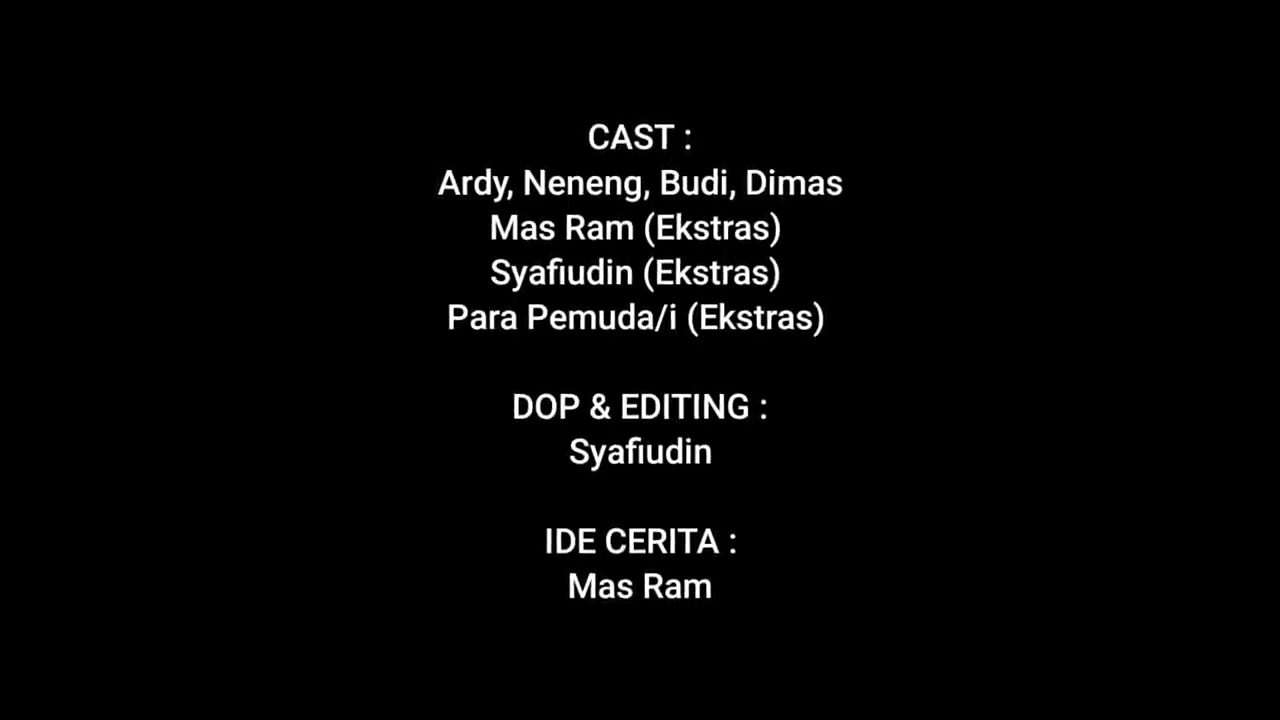 CAST :
Ardy, Neneng, Budi, Dimas
Mas Ram (Ekstras)
Syafiudin (Ekstras)
Para Pemuda/i (Ekstras)
DOP & EDITING :
Syafiudin
IDE CERITA :
Mas Ram